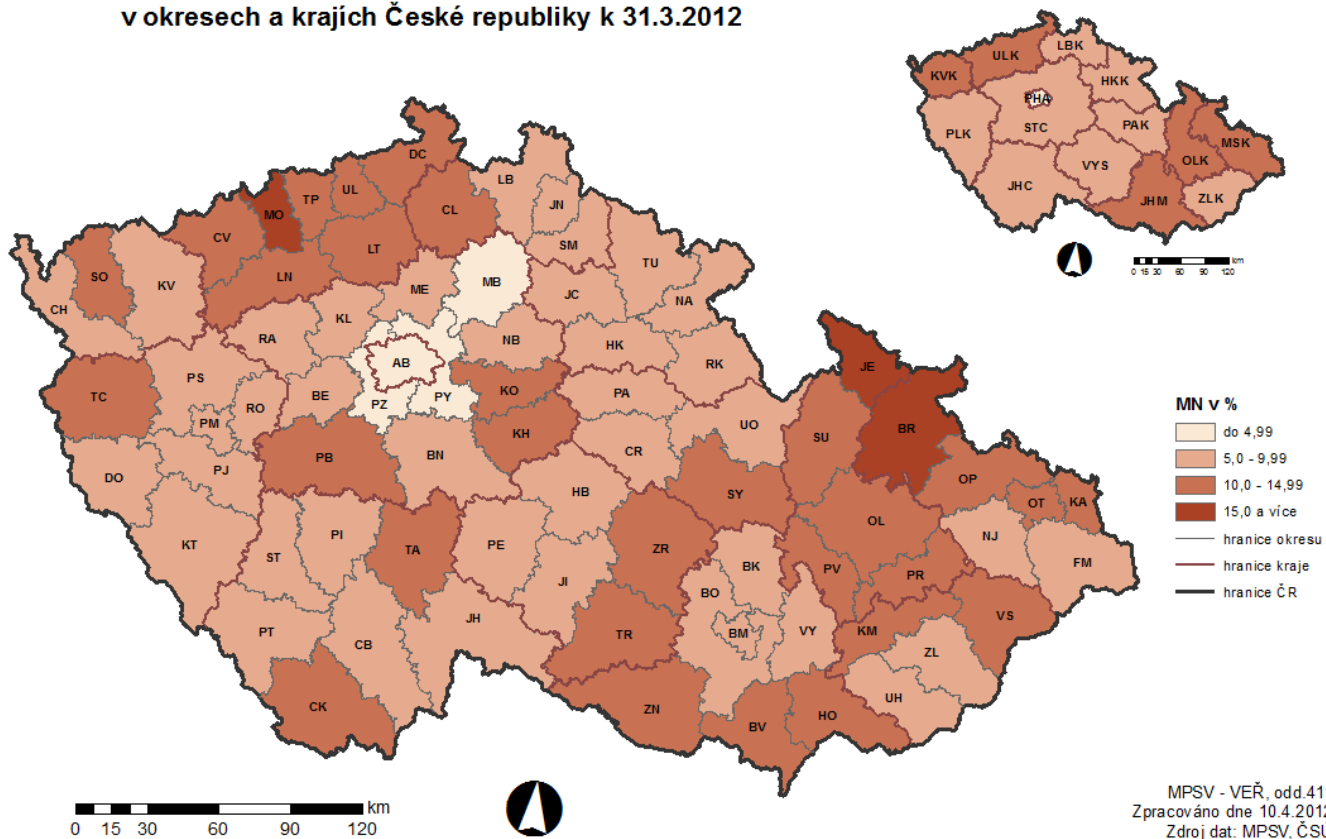 v okresech a krajích České republiky k 31.3.2012
KVK
ULK
LBK
HKK
PHA
STC
PLK
PAK
MSK
OLK
VYS
JHC
JHM
ZLK
0 15 30 60 90 120
km
DC
UL
TP
MO
LB
JN
CL
CV
LT
SM
TU
SO
KV
LN
MB
CH
ME
JC
NA
KL
RA
NB
HK
RK
AB
JE
PS
TC
BE
KO
PA
PZ
PY
RO
PM
UO
SU
BR
KH
CR
PB
BN
PJ
DO
OP
SY
HB
OT
KA
OL
PI
NJ
KT
ST
TA
PE
ZR
FM
BK
PV
PR
JI
BO
VS
PT
JH
TR
BM
VY
KM
CB
ZL
UH
CK
ZN
BV
HO
MN v %
do 4,99
5,0 - 9,99
10,0 - 14,99
15,0 a více
hranice okresu
hranice kraje
hranice ČR
km
0 15 30 60 90 120
MPSV - VEŘ, odd.41
Zpracováno dne 10.4.2012
Zdroj dat: MPSV, ČSÚ